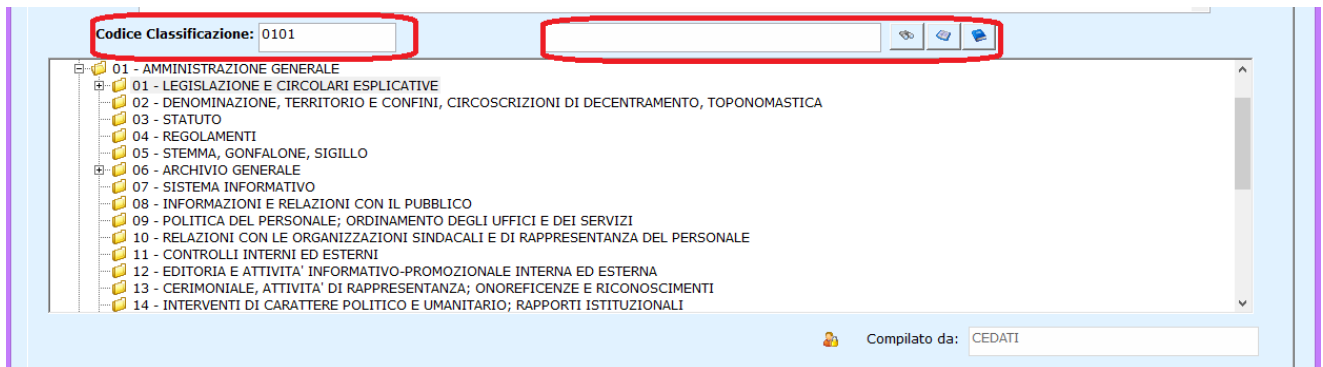 Codice Classificazione: 0101
01 - AMMINISTRAZIONE GENERALE
01 - LEGISLAZIONE E CIRCOLARI ESPLICATIVE
02 - DENOMINAZIONE, TERRITORIO E CONFINI, CIRCOSCRIZIONI DI DECENTRAMENTO, TOPONOMASTICA
03 - STATUTO
04 - REGOLAMENTI
05 - STEMMA, GONFALONE, SIGILLO
06 - ARCHIVIO GENERALE
07 - SISTEMA INFORMATIVO
08 - INFORMAZIONI E RELAZIONI CON IL PUBBLICO
09 - POLITICA DEL PERSONALE; ORDINAMENTO DEGLI UFFICI E DEI SERVIZI
10 - RELAZIONI CON LE ORGANIZZAZIONI SINDACALI E DI RAPPRESENTANZA DEL PERSONALE
11 - CONTROLLI INTERNI ED ESTERNI
12 - EDITORIA E ATTIVITA' INFORMATIVO-PROMOZIONALE INTERNA ED ESTERNA
13 - CERIMONIALE, ATTIVITA' DI RAPPRESENTANZA; ONOREFICENZE E RICONOSCIMENTI
14 - INTERVENTI DI CARATTERE POLITICO E UMANITARIO; RAPPORTI ISTITUZIONALI
Compilato da: CEDATI